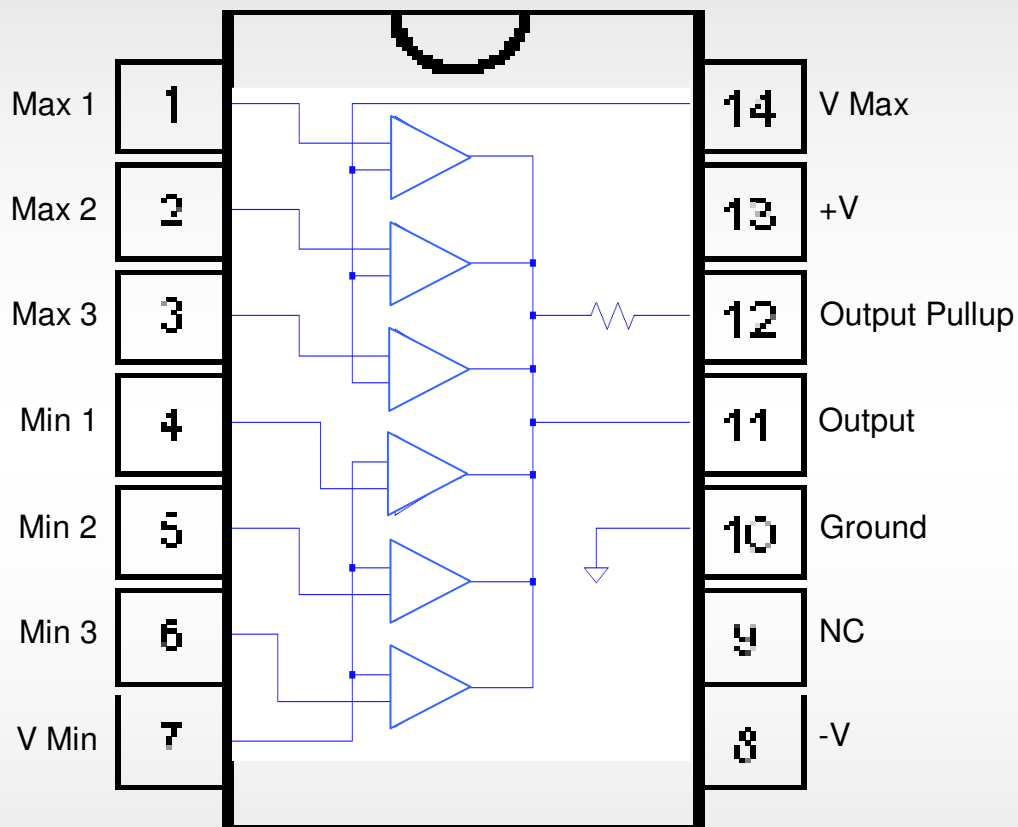 Max 1 1 14 V Max
Max 2 2 13 +V
Max 3 3 12 Output Pullup
Min 1 4 11 Output
Min 2 5 10 Ground
Min 3 6 9 NC
V Min 7 8 -V